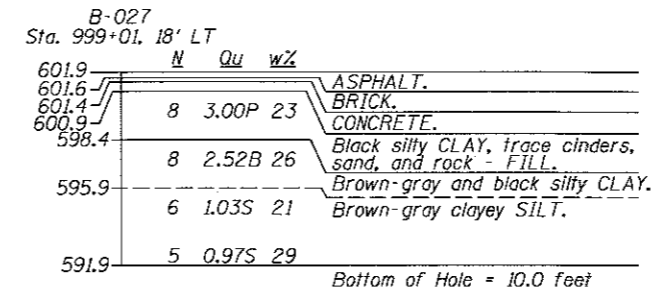 B-027
Sta. 999+01, 18' LT
N Qu w%
601.9
601.6 ASPHALT.
601.4 BRICK.
600.9 8 3.00P 23 CONCRETE.
598.4 Black silty CLAY, trace cinders,
8 2.52B 26 sand, and rock - FILL.
595.9 Brown-gray and black silty CLAY.
6 1.03S 21 Brown-gray clayey SILT.
591.9 5 0.97S 29
Bottom of Hole = 10.0 feet